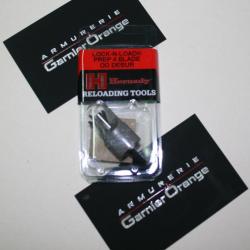 ARMURERIE
Garnier Orange
LOCK-N-LOAD®
PREP 4 BLADE
OD DEBUR
H Hornady
RELOADING TOOLS
ARMURERIE
Garnier Orange